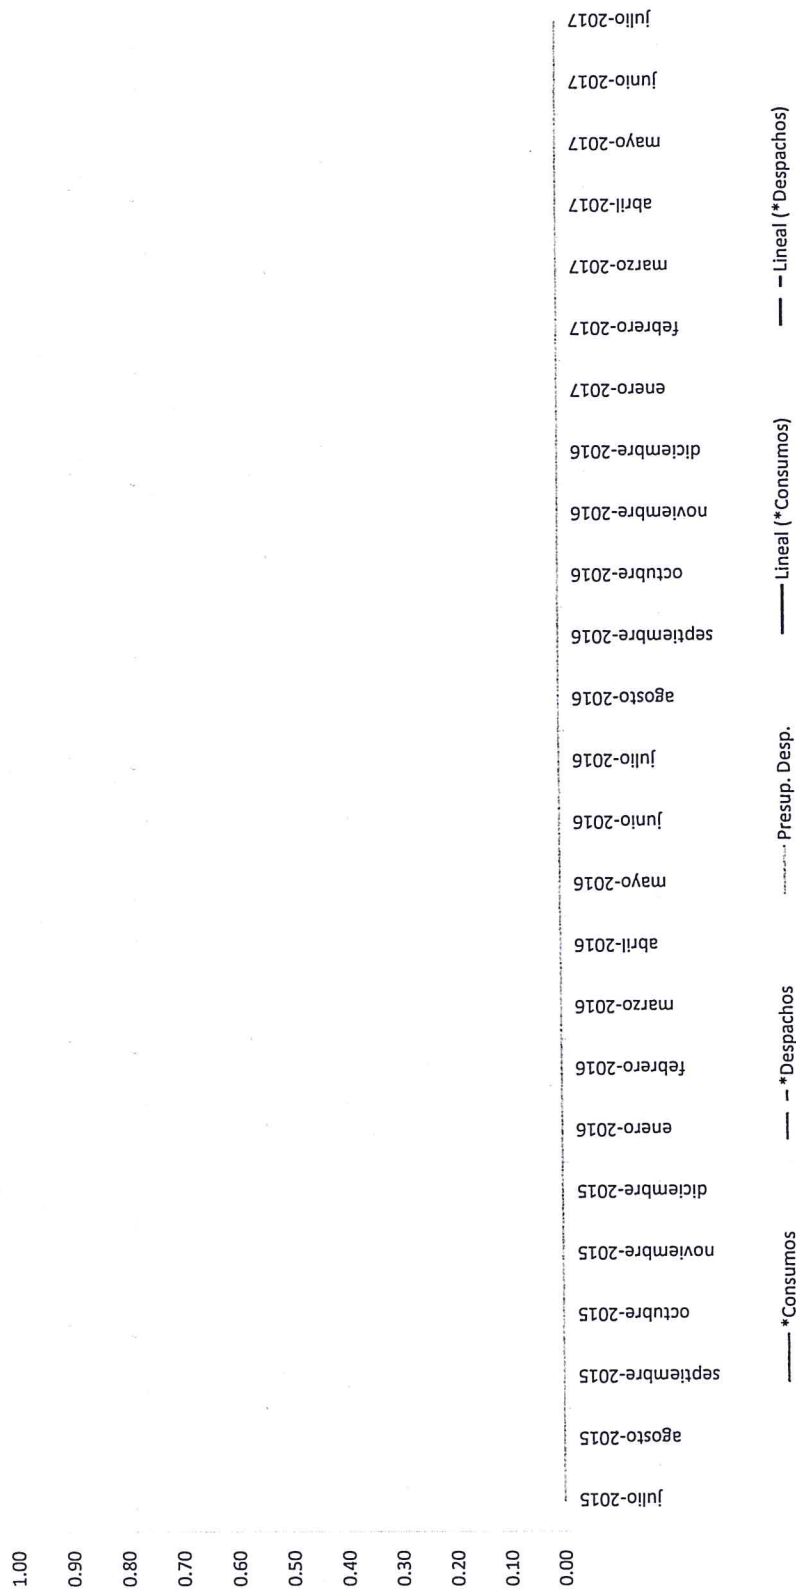 1.00
0.90
0.80
0.70
0.60
0.50
0.40
0.30
0.20
0.10
0.00
julio-2015
agosto-2015
septiembre-2015
octubre-2015
noviembre-2015
diciembre-2015
enero-2016
febrero-2016
marzo-2016
abril-2016
mayo-2016
junio-2016
julio-2016
agosto-2016
septiembre-2016
octubre-2016
noviembre-2016
diciembre-2016
enero-2017
febrero-2017
marzo-2017
abril-2017
mayo-2017
junio-2017
julio-2017
*Consumos
*Despachos
Presup. Desp.
Lineal (*Consumos)
Lineal (*Despachos)